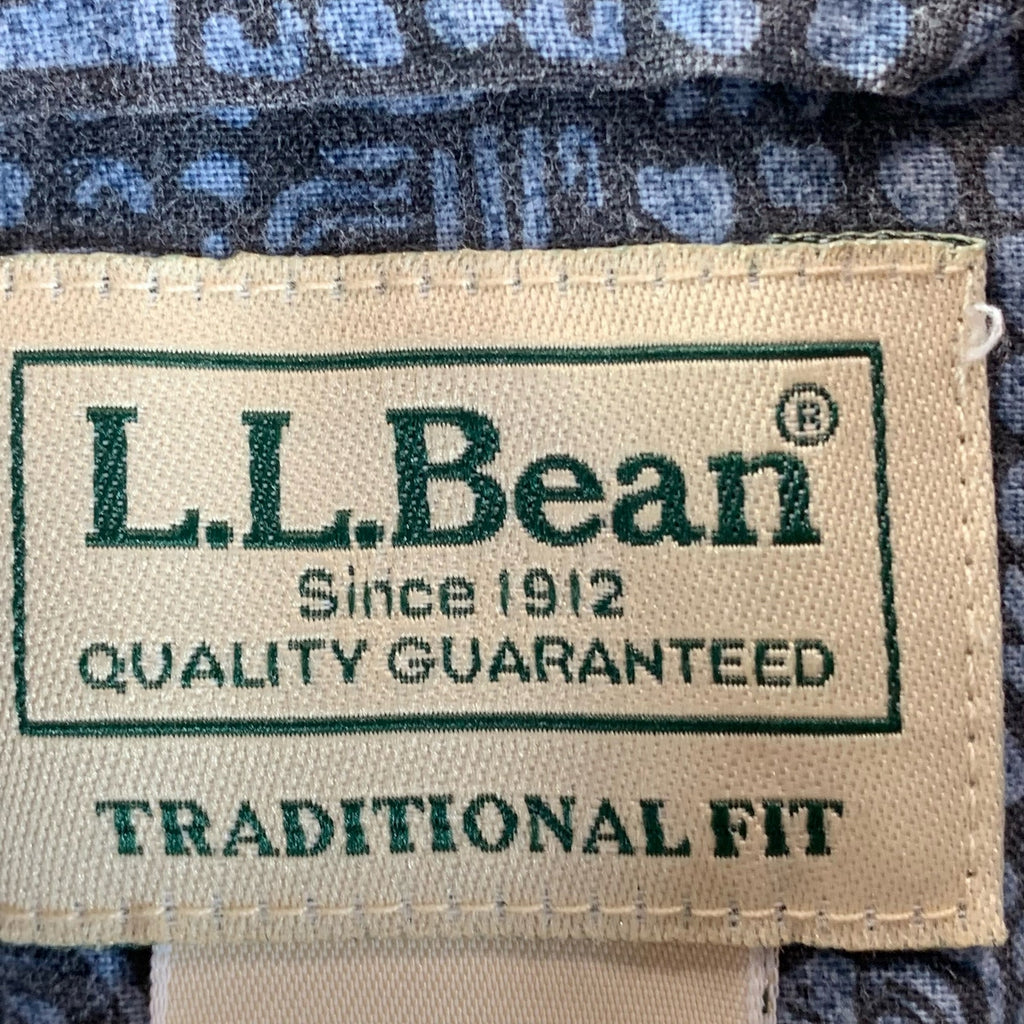 L.L.Bean®
Since 1912
QUALITY GUARANTEED
TRADITIONAL FIT